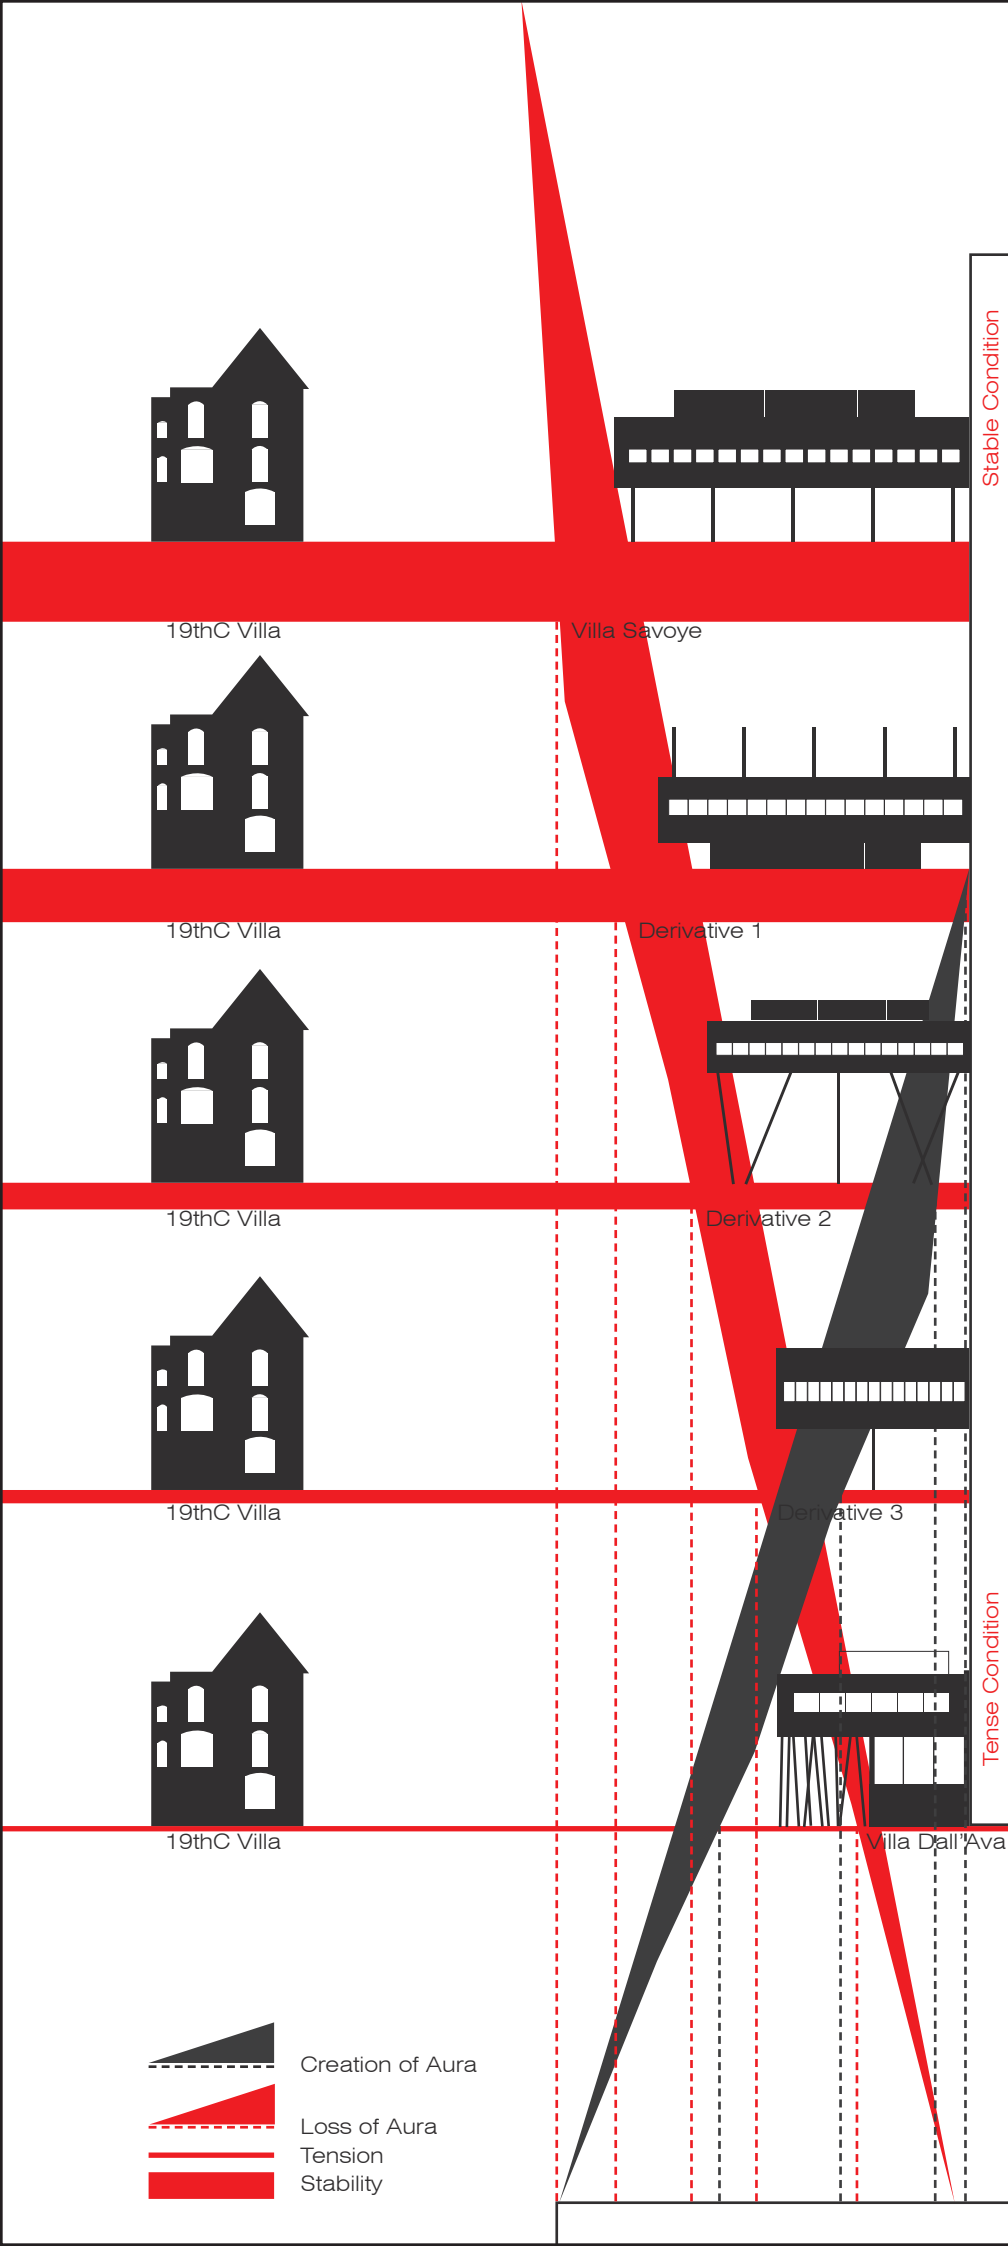 Stable Condition
19thC Villa
Villa Savoye
19thC Villa
Derivative 1
19thC Villa
Derivative 2
19thC Villa
Derivative 3
Tense Condition
19thC Villa
Villa Dall'Ava
Creation of Aura
Loss of Aura
Tension
Stability